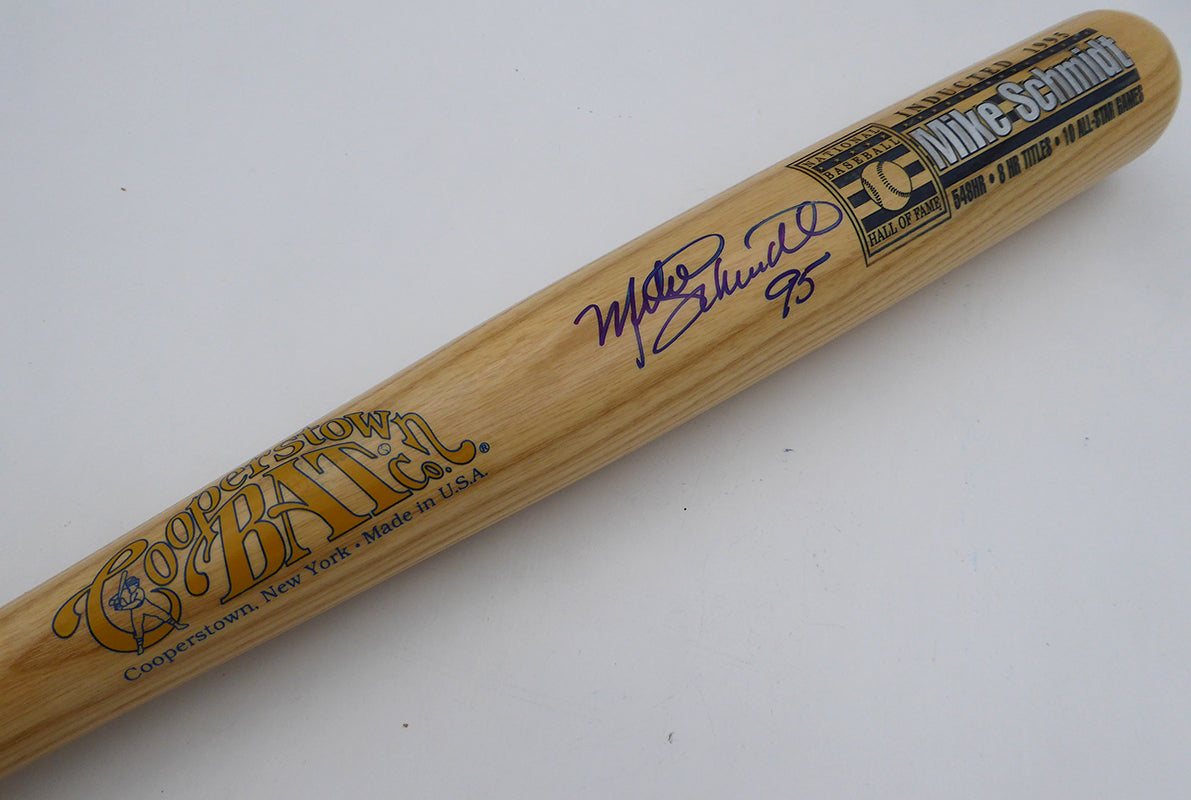 INDUCTED 1995
Mike Schmidt
548HR • 8 HR TITLES • 10 ALL-STAR GAMES
NATIONAL
BASEBALL
HALL OF FAME
Mike Schmidt
95
Cooperstown
BAT Co.®
Cooperstown, New York • Made in U.S.A.